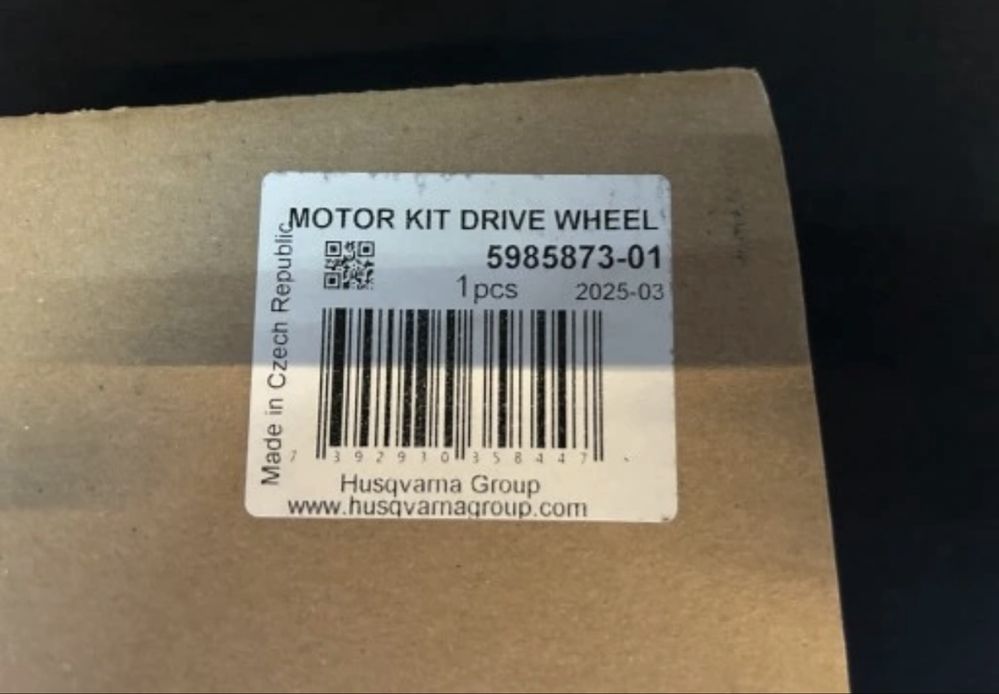 MOTOR KIT DRIVE WHEEL
5985873-01
1pcs 2025-03
Made in Czech Republic
7 392930 358447
Husqvarna Group
www.husqvarnagroup.com